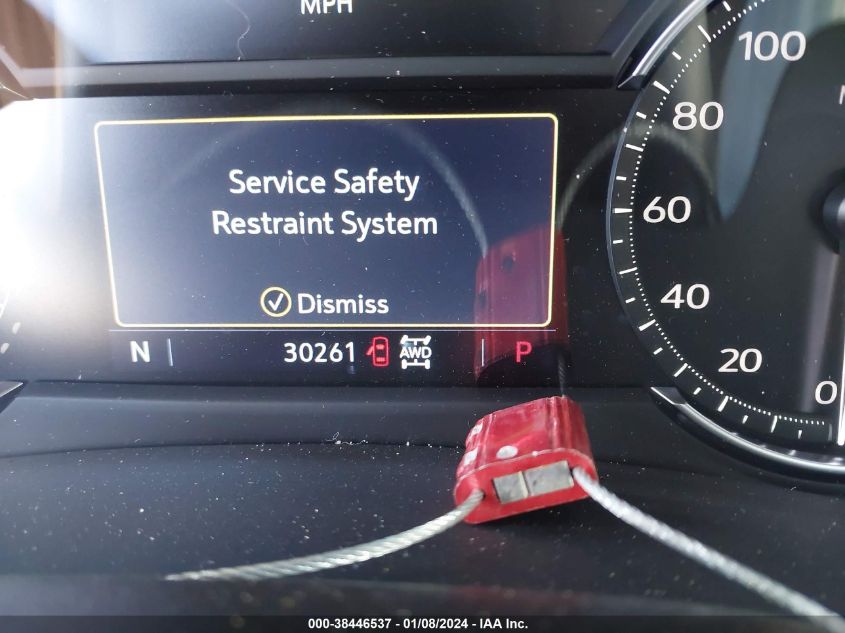 MPH
100
80
60
40
20
0
Service Safety
Restraint System
Dismiss
N 30261 AWD P
000-38446537 - 01/08/2024 - IAA Inc.